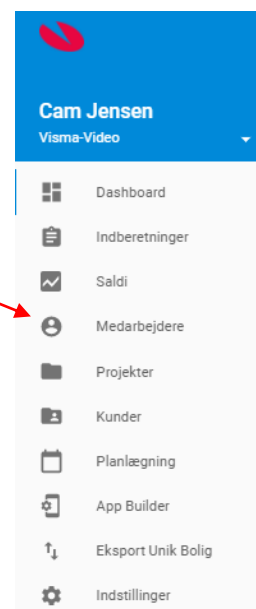 Cam Jensen
Visma-Video
Dashboard
Indberetninger
Saldi
Medarbejdere
Projekter
Kunder
Planlægning
App Builder
Eksport Unik Bolig
Indstillinger